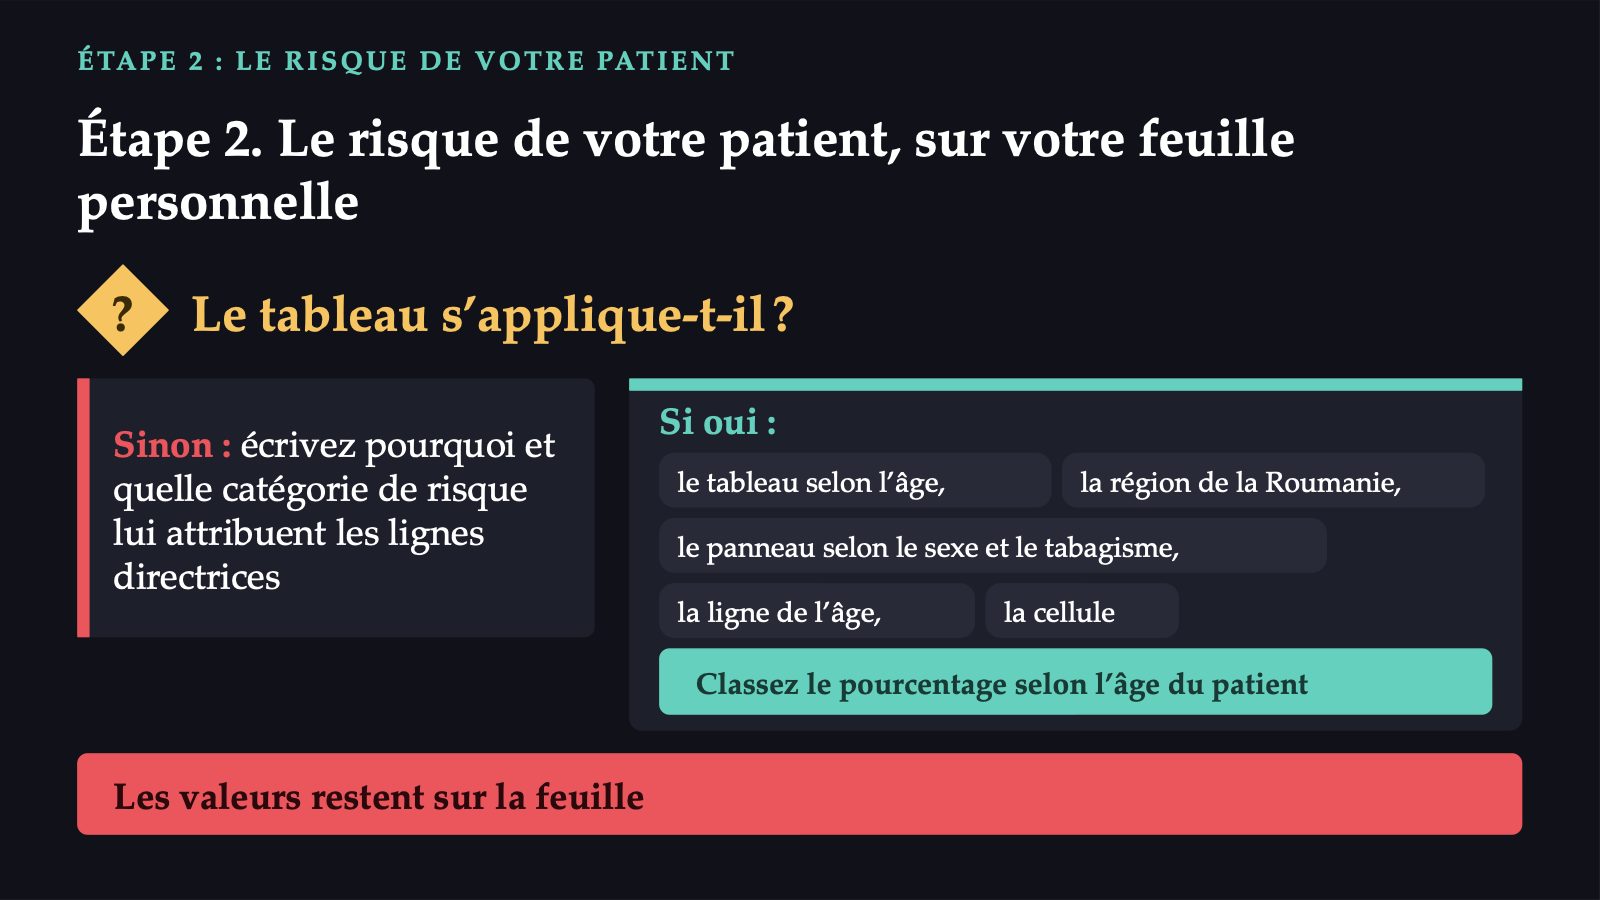 ÉTAPE 2 : LE RISQUE DE VOTRE PATIENT
Étape 2. Le risque de votre patient, sur votre feuille
personnelle
?
Le tableau s’applique-t-il ?
Sinon : écrivez pourquoi et
quelle catégorie de risque
lui attribuent les lignes
directrices
Si oui :
le tableau selon l’âge,
la région de la Roumanie,
le panneau selon le sexe et le tabagisme,
la ligne de l’âge,
la cellule
Classez le pourcentage selon l’âge du patient
Les valeurs restent sur la feuille